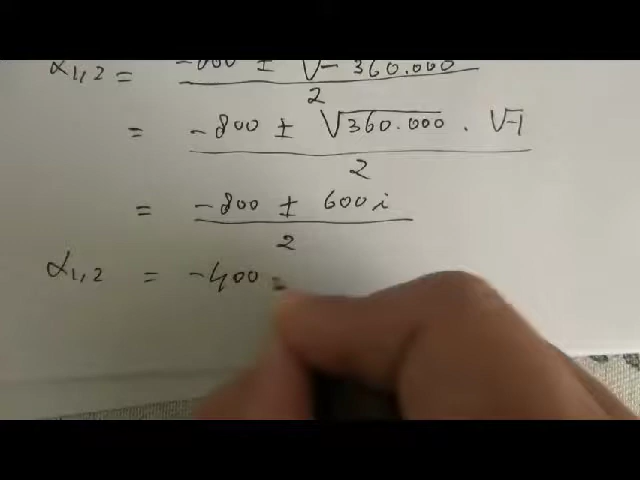 α1,2 = -800 ± √-360.000
2
= -800 ± √360.000 . √-1
2
= -800 ± 600i
2
α1,2 = -400